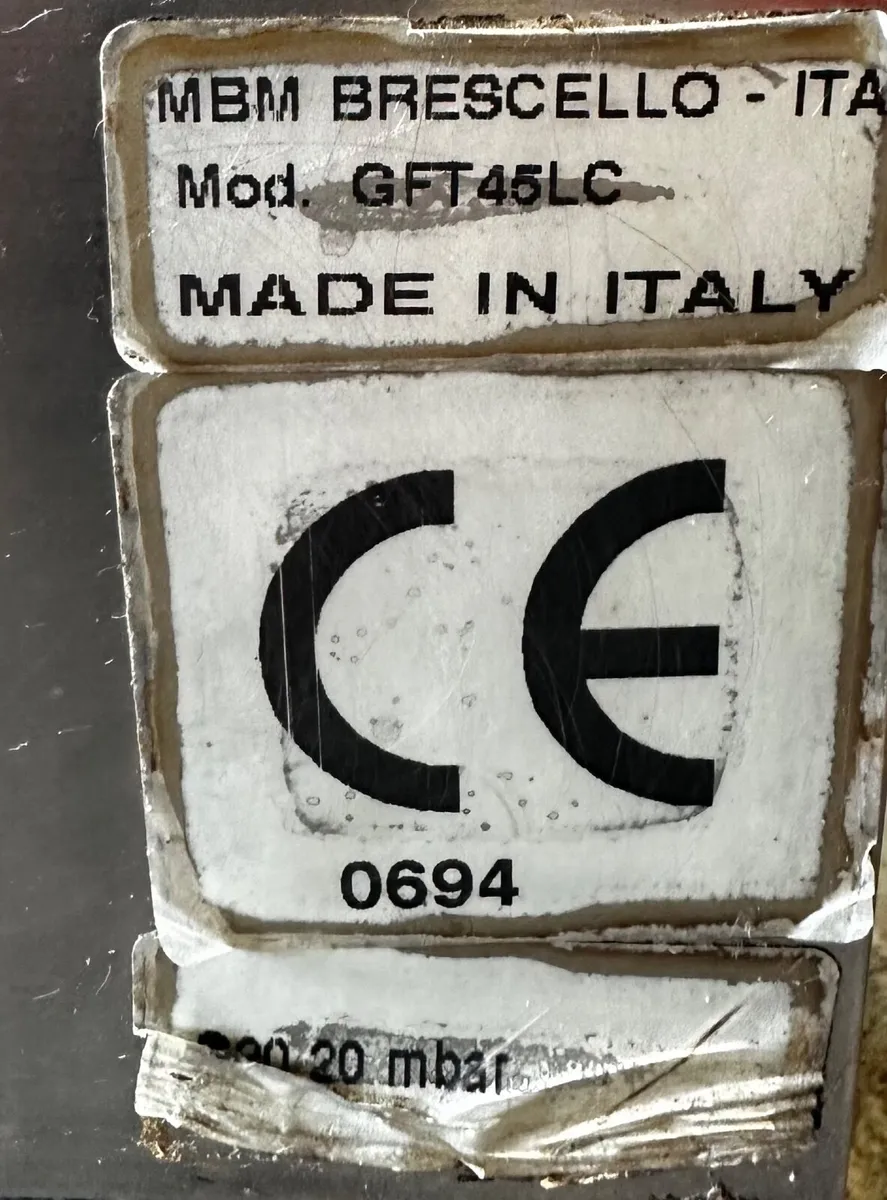 MBM BRESCELLO - ITA
Mod. GFT45LC
MADE IN ITALY
CE
0694
20 mbar